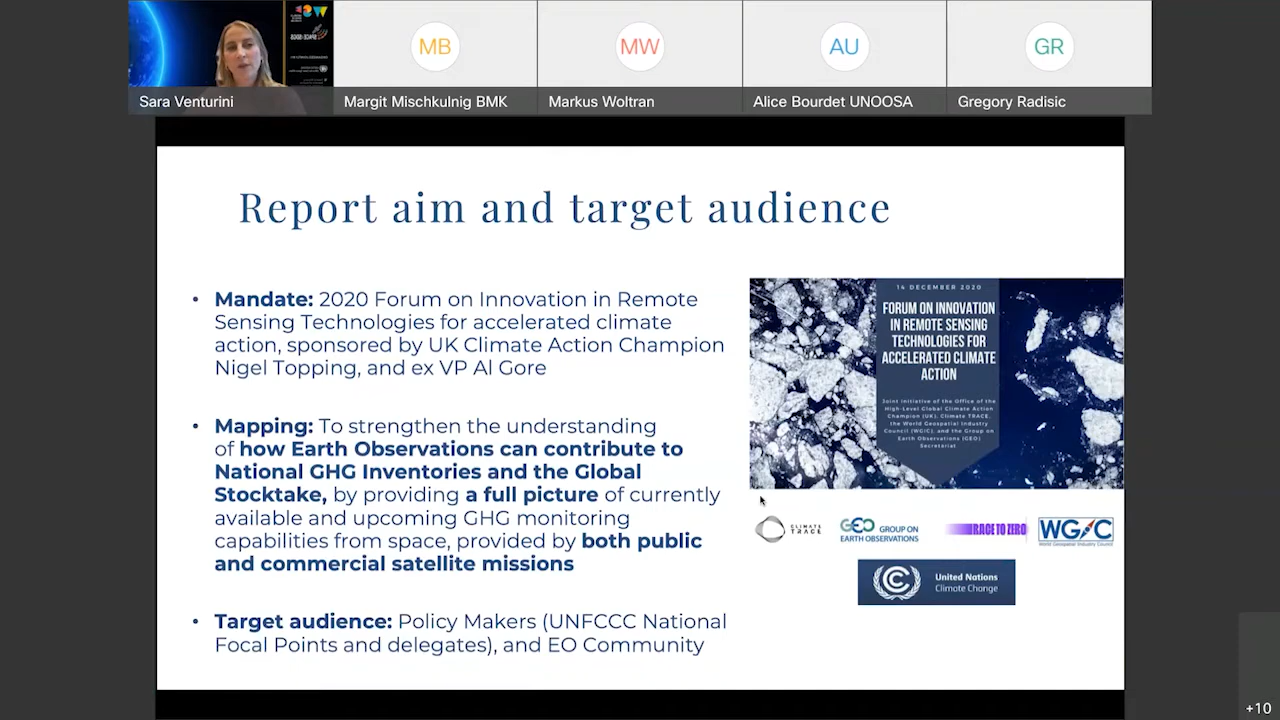 MB
MW
AU
GR
Sara Venturini
Margit Mischkulnig BMK
Markus Woltran
Alice Bourdet UNOOSA
Gregory Radisic
Report aim and target audience
• Mandate: 2020 Forum on Innovation in Remote
Sensing Technologies for accelerated climate
action, sponsored by UK Climate Action Champion
Nigel Topping, and ex VP Al Gore
• Mapping: To strengthen the understanding
of how Earth Observations can contribute to
National GHG Inventories and the Global
Stocktake, by providing a full picture of currently
available and upcoming GHG monitoring
capabilities from space, provided by both public
and commercial satellite missions
• Target audience: Policy Makers (UNFCCC National
Focal Points and delegates), and EO Community
14 DECEMBER 2020
FORUM ON INNOVATION
IN REMOTE SENSING
TECHNOLOGIES FOR
ACCELERATED CLIMATE
ACTION
Joint Initiative of the Office of the
High-Level Global Climate Action
Champion (UK), Climate TRACE,
the World Geospatial Industry
Council (WGIC), and the Group on
Earth Observations (GEO)
Secretariat
CLIMATE
TRACE
GEO GROUP ON
EARTH OBSERVATIONS
RACE TO ZERO
WGIC
World Geospatial Industry Council
United Nations
Climate Change
+10